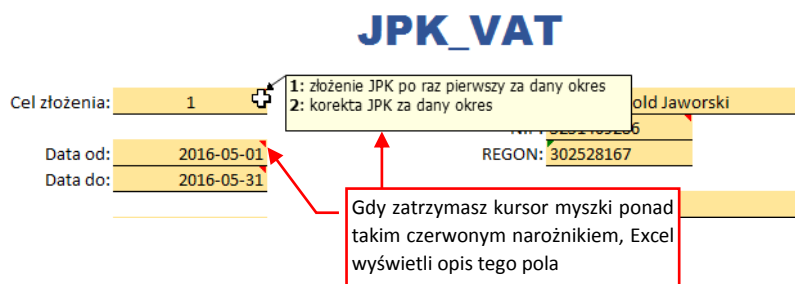 JPK_VAT
1: złożenie JPK po raz pierwszy za dany okres
2: korekta JPK za dany okres
Cel złożenia: 1 old Jaworski
Data od: 2016-05-01 REGON: 302528167
Data do: 2016-05-31
Gdy zatrzymasz kursor myszki ponad
takim czerwonym narożnikiem, Excel
wyświetli opis tego pola